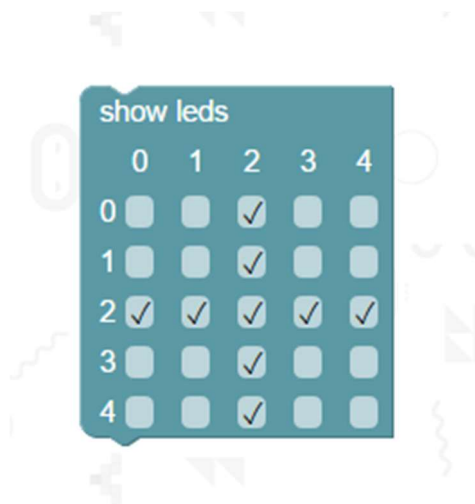 show leds
0 1 2 3 4
0 ✓
1 ✓
2 ✓ ✓ ✓ ✓ ✓
3 ✓
4 ✓